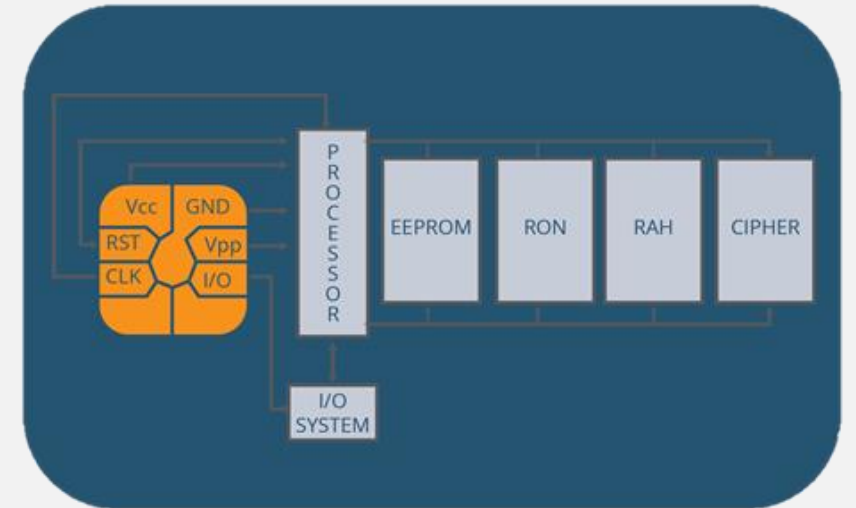 Vcc GND
RST Vpp
CLK I/O
PROCESSOR
EEPROM
RON
RAH
CIPHER
I/O
SYSTEM